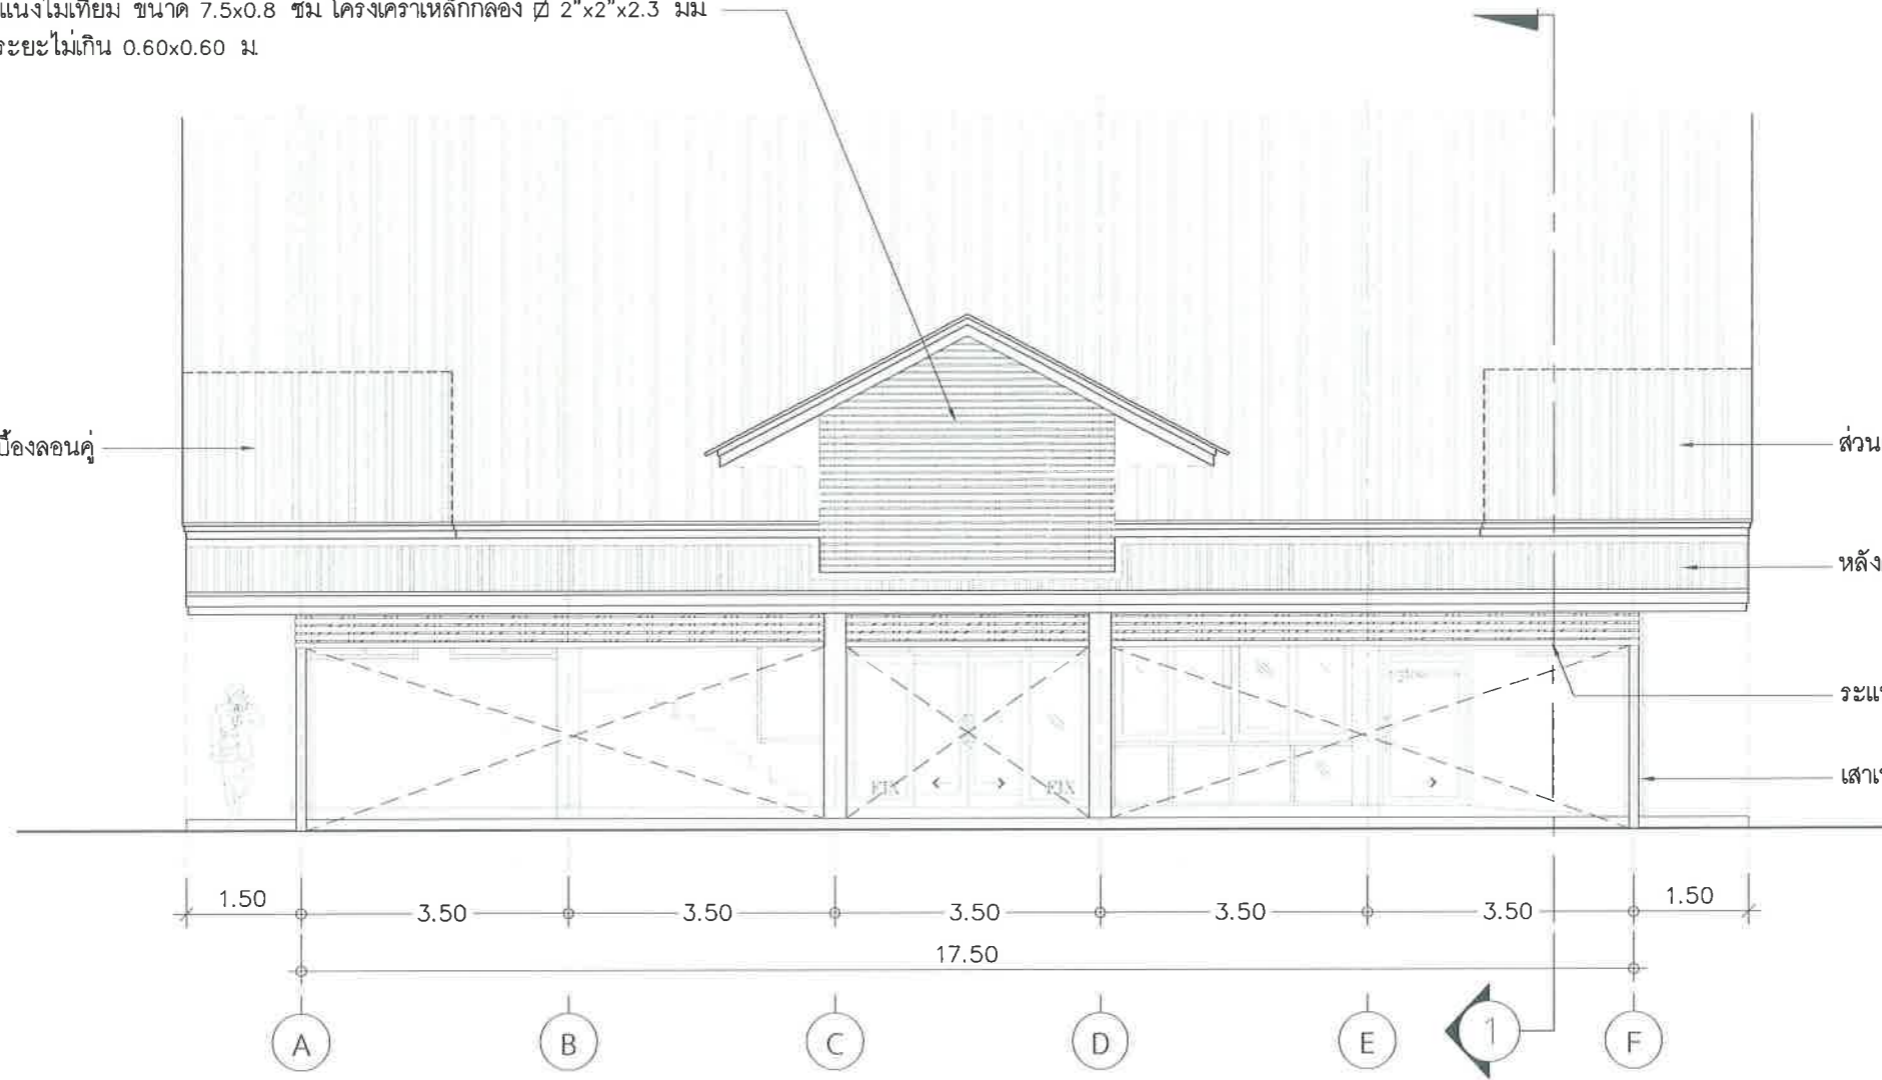 แนงไม้เทียม ขนาด 7.5x0.8 ซม โครงเคร่าเหล็กกล่อง 2"x2"x2.3 มม
ระยะไม่เกิน 0.60x0.60 ม.
บื้องลอนคู่
ส่วน
หลัง
ระแ
เสาเ
FIX
FIX
1.50
3.50
3.50
3.50
3.50
3.50
1.50
17.50
A
B
C
D
E
1
F